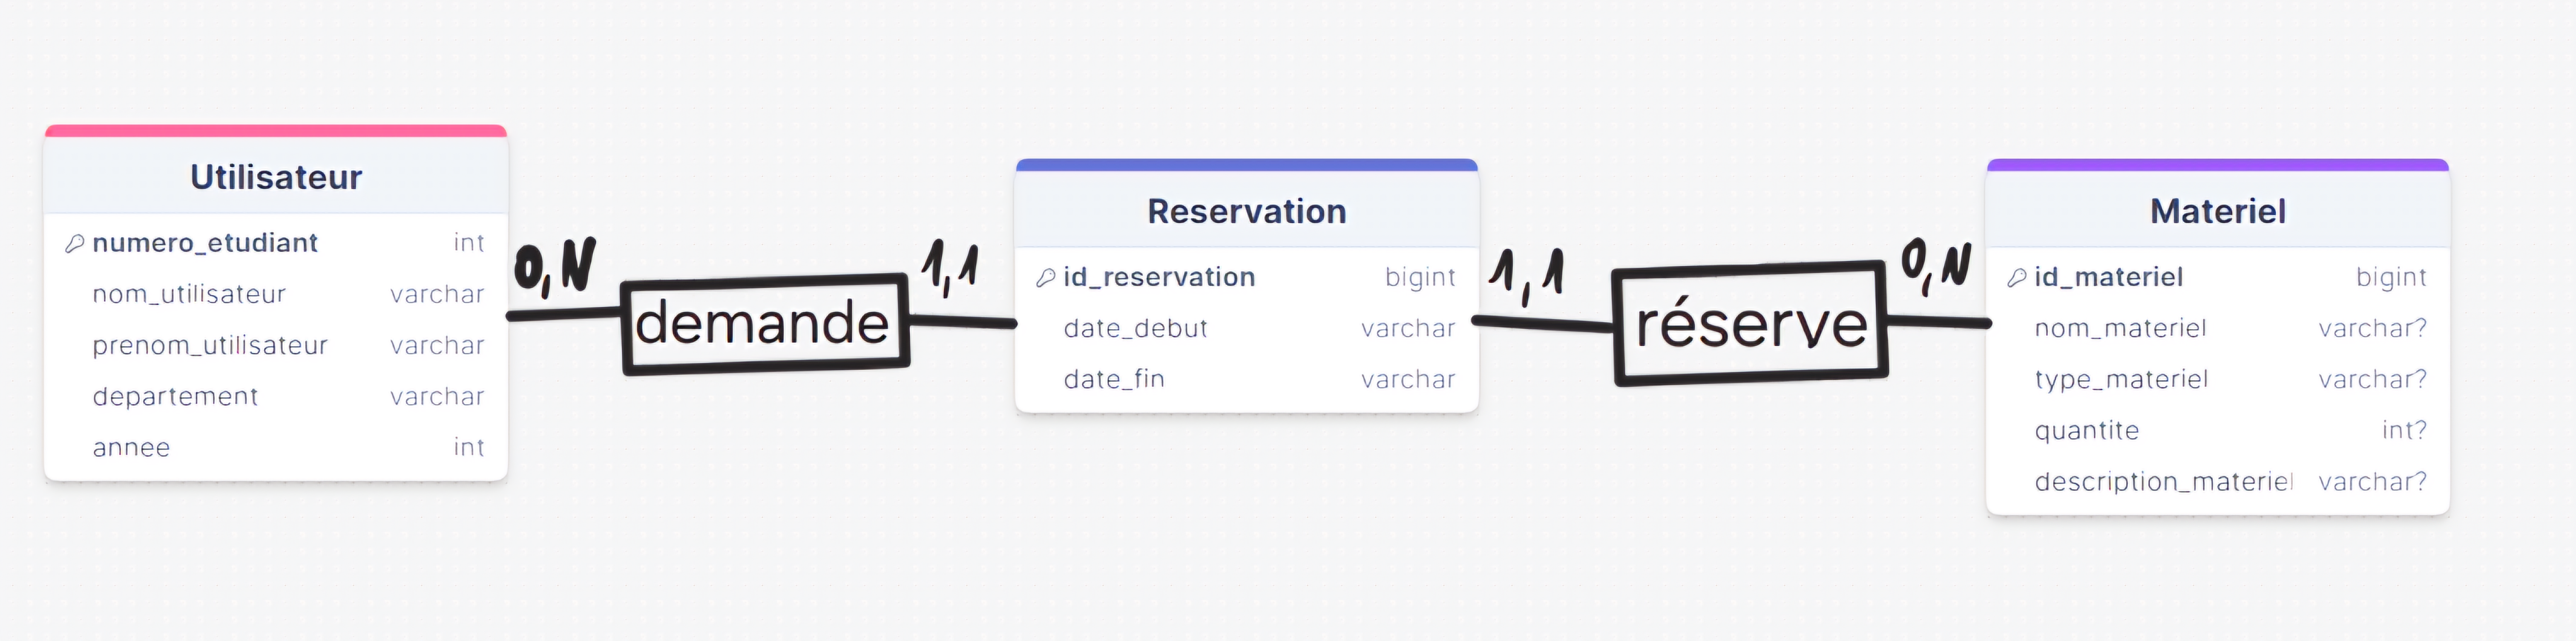 Utilisateur
numero_etudiant int
nom_utilisateur varchar
prenom_utilisateur varchar
departement varchar
annee int
0,N
demande
1,1
Reservation
id_reservation bigint
date_debut varchar
date_fin varchar
1,1
réserve
0,N
Materiel
id_materiel bigint
nom_materiel varchar?
type_materiel varchar?
quantite int?
description_materiel varchar?